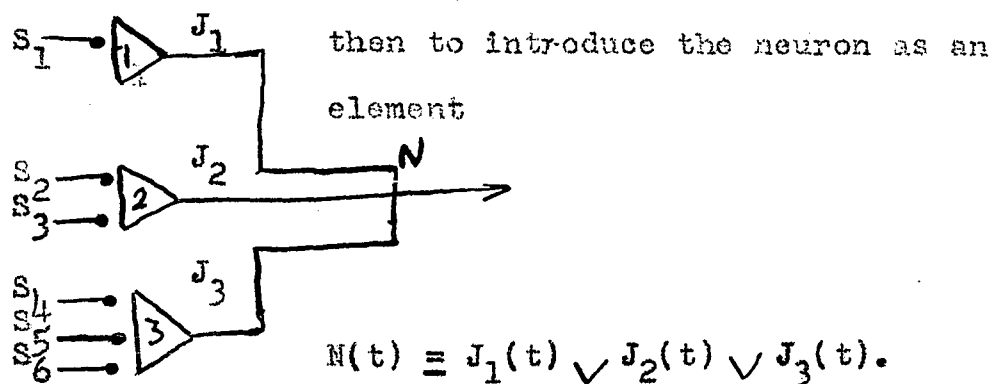 S₁ 1 J₁ then to introduce the neuron as an
element
N
S₂ 2 J₂
S₃
J₃
S₄
S₅ 3
S₆ N(t) ≡ J₁(t) ∨ J₂(t) ∨ J₃(t).